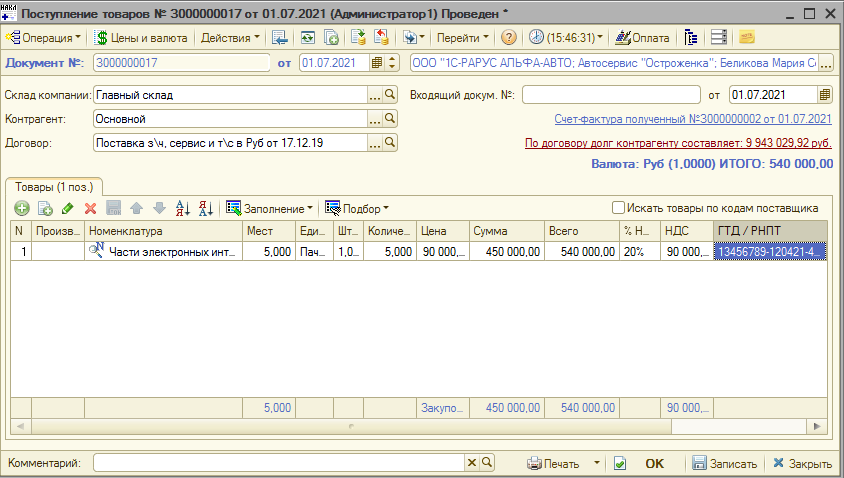 НАКЛ Поступление товаров № 3000000017 от 01.07.2021 (Администратор1) Проведен *
Операция Цены и валюта Действия Перейти (15:46:31) Оплата
Документ №: 3000000017 от 01.07.2021 ООО "1С-РАРУС АЛЬФА-АВТО; Автосервис "Остроженка"; Беликова Мария С
Склад компании: Главный склад Входящий докум. №: от 01.07.2021
Контрагент: Основной Счет-фактура полученный №3000000002 от 01.07.2021
Договор: Поставка з\ч, сервис и т\с в Руб от 17.12.19 По договору долг контрагенту составляет: 9 943 029,92 руб.
Валюта: Руб (1,0000) ИТОГО: 540 000,00
Товары (1 поз.)
Заполнение Подбор Искать товары по кодам поставщика
N Произв... Номенклатура Мест Еди... Шт... Количе... Цена Сумма Всего % Н... НДС ГТД / РНПТ
1 Части электронных инт... 5,000 Пач... 1,0... 5,000 90 000,... 450 000,00 540 000,00 20% 90 000,... 13456789-120421-4...
5,000 Закупо... 450 000,00 540 000,00 90 000,...
Комментарий: Печать OK Записать Закрыть